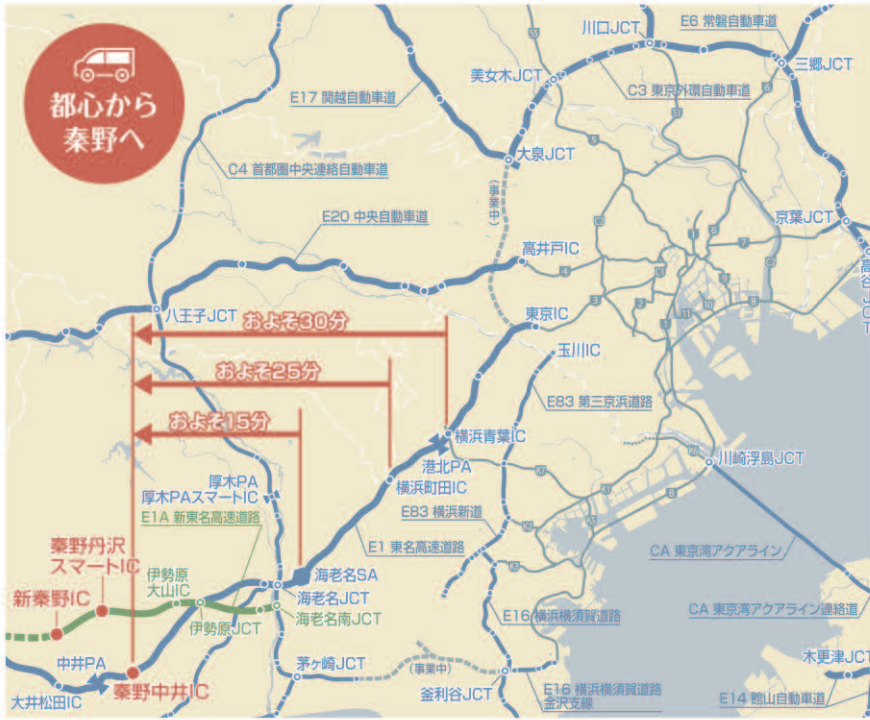 都心から
秦野へ
川口JCT
E6 常磐自動車道
美女木JCT
三郷JCT
E17 関越自動車道
C3 東京外環自動車道
大泉JCT
C4 首都圏中央連絡自動車道
(事業中)
E20 中央自動車道
京葉JCT
高井戸IC
高谷JCT
八王子JCT
東京IC
およそ30分
玉川IC
およそ25分
E83 第三京浜道路
およそ15分
横浜青葉IC
港北PA
川崎浮島JCT
横浜町田IC
厚木PA
厚木PAスマートIC
E83 横浜新道
E1A 新東名高速道路
E1 東名高速道路
CA 東京湾アクアライン
秦野丹沢
スマートIC
伊勢原
大山IC
海老名SA
海老名JCT
新秦野IC
海老名南JCT
CA 東京湾アクアライン連絡道
E16 横浜横須賀道路
伊勢原JCT
中井PA
茅ヶ崎JCT
(事業中)
木更津JCT
秦野中井IC
大井松田IC
釜利谷JCT
E16 横浜横須賀道路
金沢支線
E14 館山自動車道